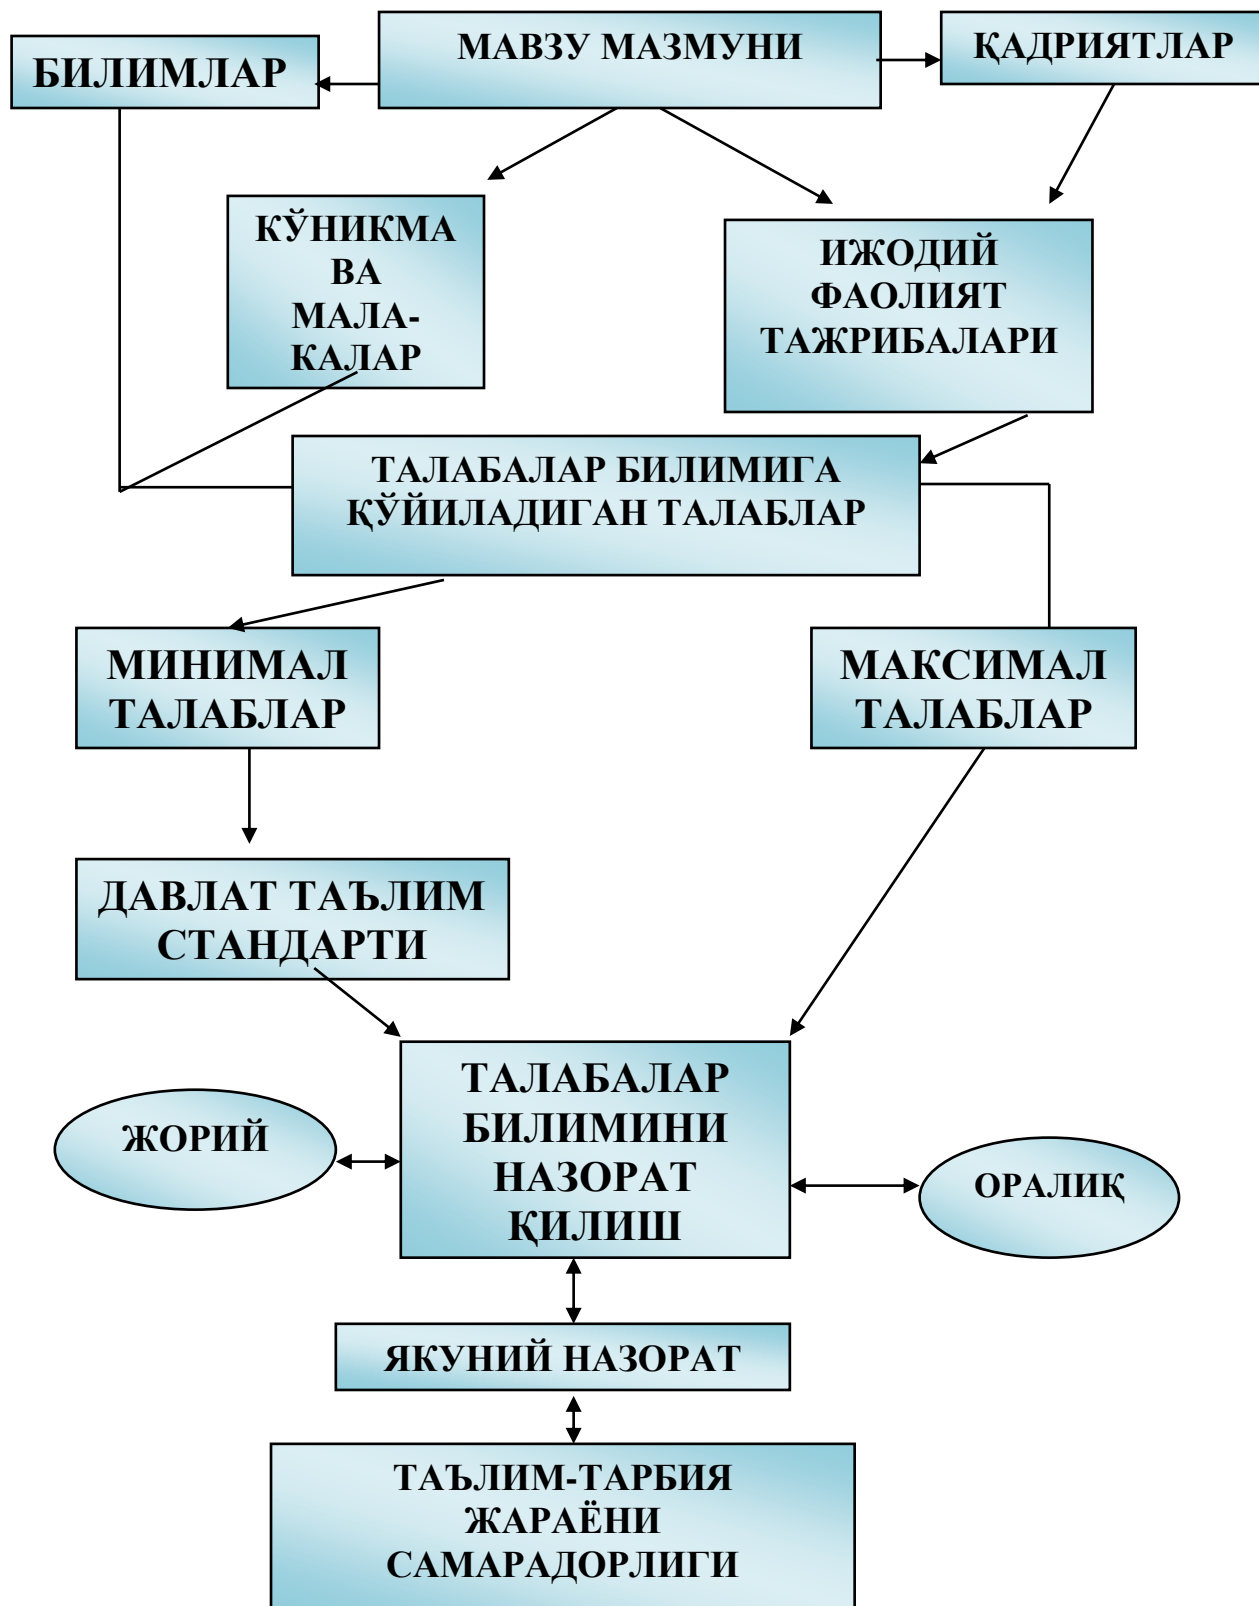 МАВЗУ МАЗМУНИ
ҚАДРИЯТЛАР
БИЛИМЛАР
КЎНИКМА
ВА
МАЛА-
КАЛАР
ИЖОДИЙ
ФАОЛИЯТ
ТАЖРИБАЛАРИ
ТАЛАБАЛАР БИЛИМИГА
ҚЎЙИЛАДИГАН ТАЛАБЛАР
МИНИМАЛ
ТАЛАБЛАР
МАКСИМАЛ
ТАЛАБЛАР
ДАВЛАТ ТАЪЛИМ
СТАНДАРТИ
ТАЛАБАЛАР
БИЛИМИНИ
НАЗОРАТ
ҚИЛИШ
ЖОРИЙ
ОРАЛИҚ
ЯКУНИЙ НАЗОРАТ
ТАЪЛИМ-ТАРБИЯ
ЖАРАЁНИ
САМАРАДОРЛИГИ